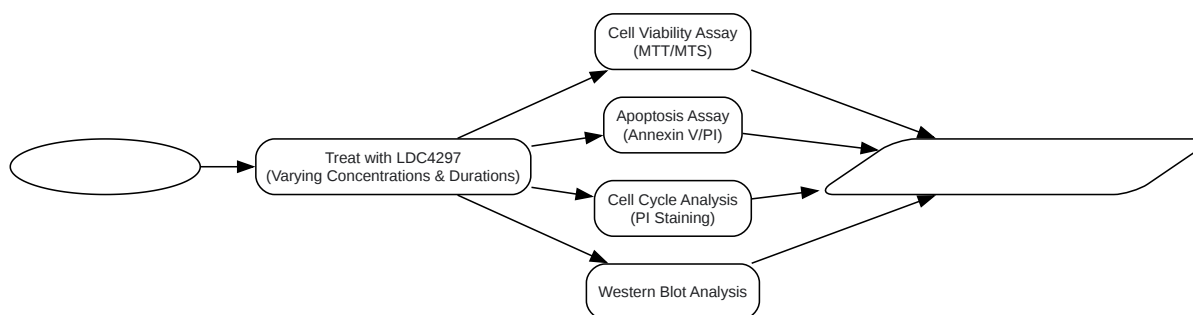 Cell Viability Assay
(MTT/MTS)
Apoptosis Assay
(Annexin V/PI)
Treat with LDC4297
(Varying Concentrations & Durations)
Cell Cycle Analysis
(PI Staining)
Western Blot Analysis